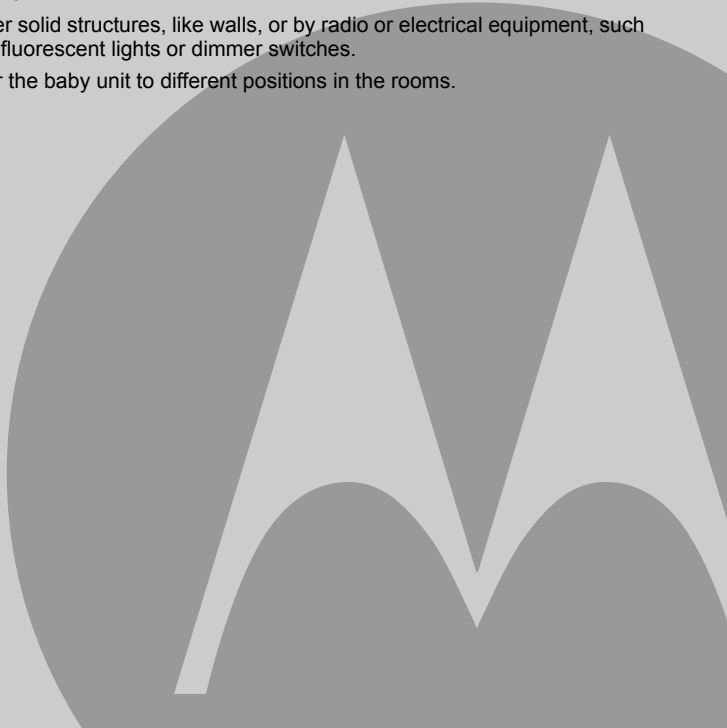 er solid structures, like walls, or by radio or electrical equipment, such
fluorescent lights or dimmer switches.
r the baby unit to different positions in the rooms.